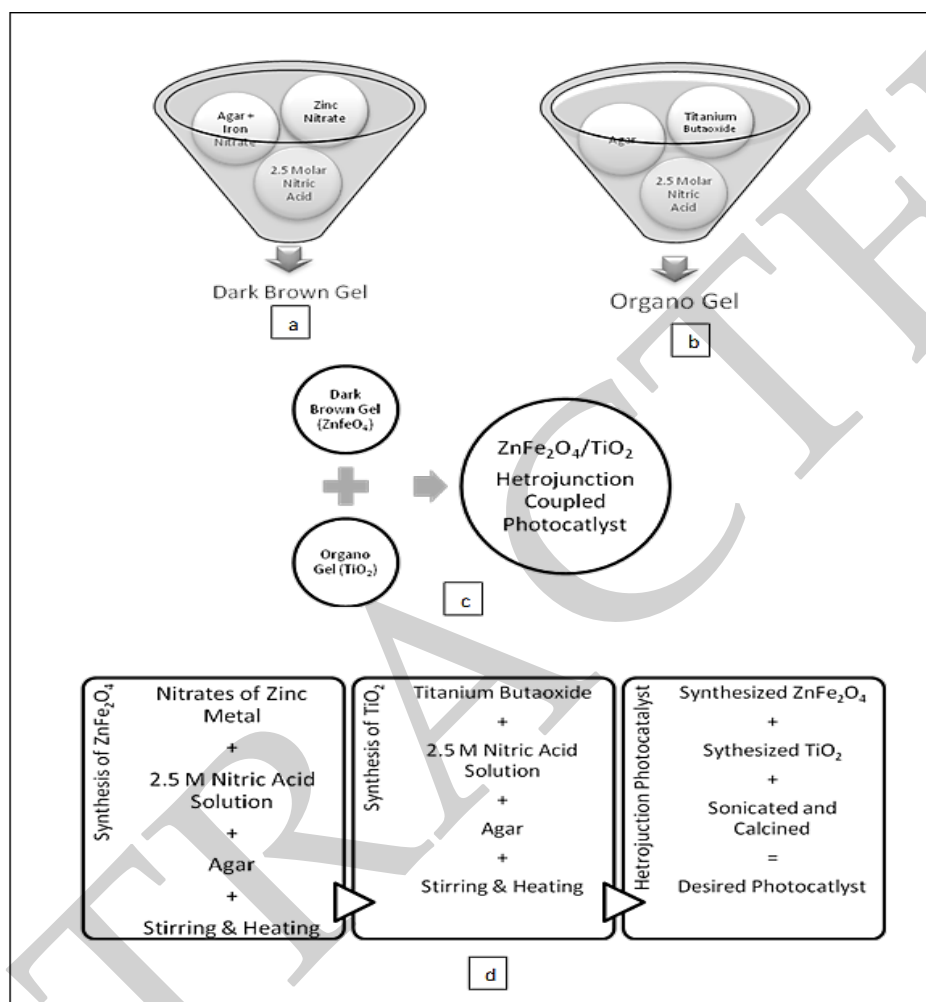 Agar +
Iron
Nitrate
Zinc
Nitrate
2.5 Molar
Nitric
Acid
Dark Brown Gel
a
Agar
Titanium
Butaoxide
2.5 Molar
Nitric
Acid
Organo Gel
b
Dark
Brown Gel
(ZnfeO₄)
Organo
Gel (TiO₂)
ZnFe₂O₄/TiO₂
Hetrojunction
Coupled
Photocatlyst
c
Synthesis of ZnFe₂O₄
Nitrates of Zinc
Metal
+
2.5 M Nitric Acid
Solution
+
Agar
+
Stirring & Heating
Synthesis of TiO₂
Titanium Butaoxide
+
2.5 M Nitric Acid
Solution
+
Agar
+
Stirring & Heating
Hetrojuction Photocatalyst
Synthesized ZnFe₂O₄
+
Sythesized TiO₂
+
Sonicated and
Calcined
=
Desired Photocatlyst
d
TRACTE